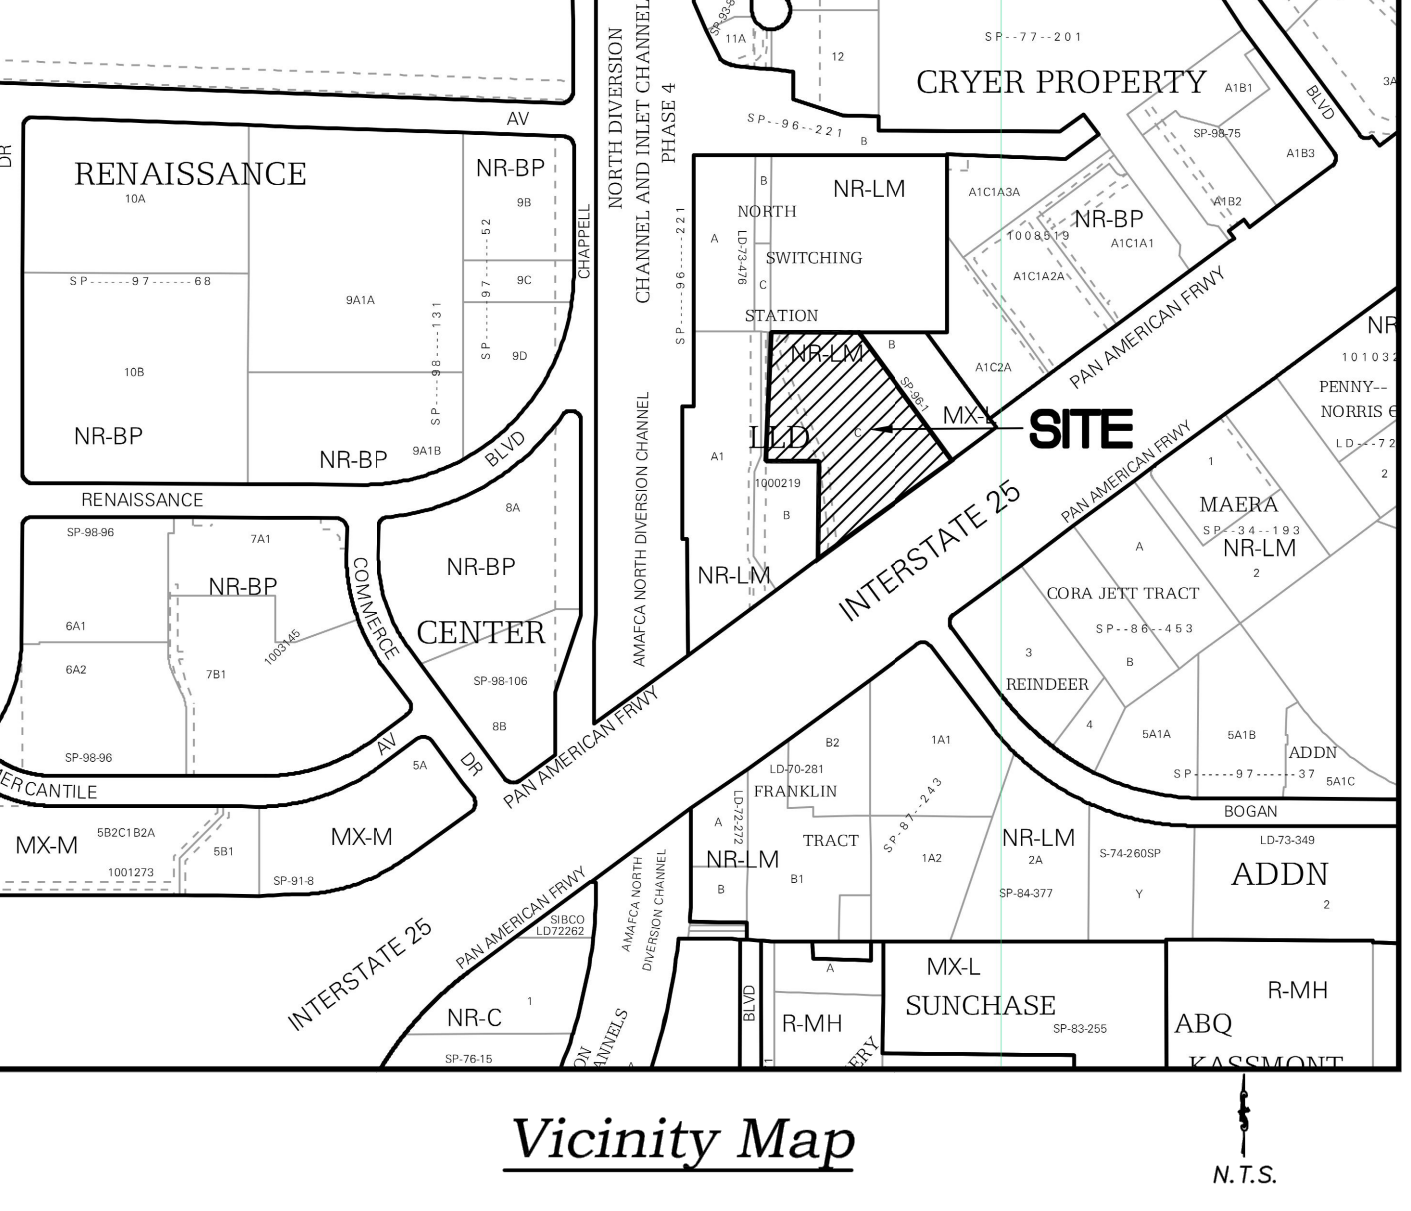 SP-93-8
11A
12
SP--77--201
CRYER PROPERTY
SP--96--221
B
A1B1
SP-98-75
A1B3
A1B2
BLVD
3A
NORTH DIVERSION
CHANNEL AND INLET CHANNEL
PHASE 4
AV
DR
RENAISSANCE
10A
SP------97------68
10B
NR-BP
9A1A
SP----98---131
NR-BP
9A1B
NR-BP
9B
SP------97------52
9C
9D
CHAPPELL
BLVD
RENAISSANCE
SP----96----221
A
B
NORTH
LD-73-476
SWITCHING
C
STATION
NR-LM
A1C1A3A
1008519
NR-BP
A1C1A1
A1C1A2A
A1C2A
PAN AMERICAN FRWY
NR-LM
B
SP-96-1
MX-L
SITE
LLD
C
A1
1000219
B
NR-LM
AMAFCA NORTH DIVERSION CHANNEL
INTERSTATE 25
PAN AMERICAN FRWY
NR
10103
PENNY--
NORRIS
LD---72
2
1
MAERA
SP--34--193
NR-LM
2
A
CORA JETT TRACT
SP--86--453
B
3
REINDEER
4
5A1A
5A1B
ADDN
SP------97------37
5A1C
BOGAN
SP-98-96
7A1
NR-BP
6A1
6A2
7B1
1003145
SP-98-96
COMMERCE
DR
AV
8A
NR-BP
CENTER
SP-98-106
8B
PAN AMERICAN FRWY
ERCANTILE
5A
MX-M
5B2C1B2A
1001273
5B1
MX-M
SP-91-8
B2
LD-70-281
FRANKLIN
TRACT
LD-72-272
A
NR-LM
B
B1
1A1
SP-87--243
1A2
NR-LM
2A
SP-84-377
S-74-260SP
Y
LD-73-349
ADDN
2
INTERSTATE 25
PAN AMERICAN FRWY
SIBCO
LD72262
1
NR-C
SP-76-15
AMAFCA NORTH
DIVERSION CHANNEL
ON
ANNELS
BLVD
1
A
R-MH
ERY
MX-L
SUNCHASE
SP-83-255
R-MH
ABQ
KASSMONT
Vicinity Map
N.T.S.